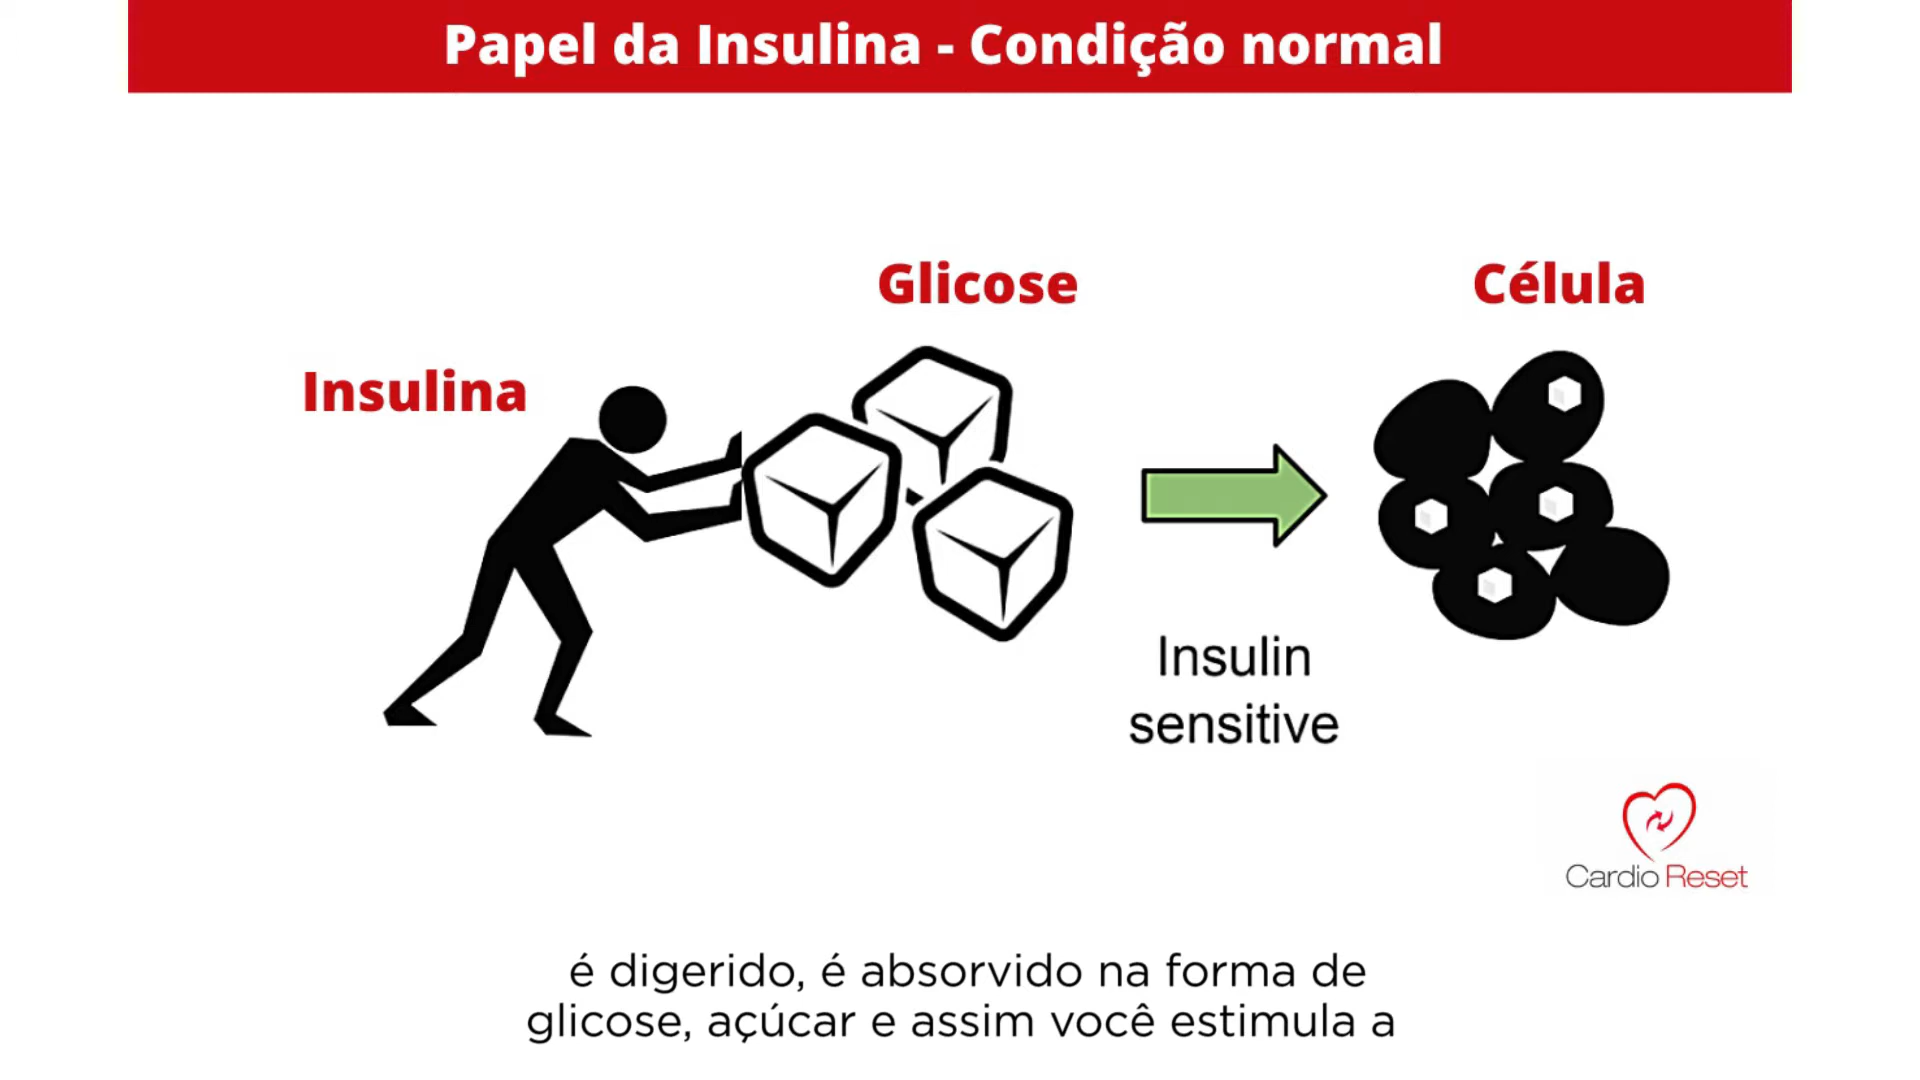 Papel da Insulina - Condição normal
Glicose
Célula
Insulina
Insulin
sensitive
Cardio Reset
é digerido, é absorvido na forma de
glicose, açúcar e assim você estimula a